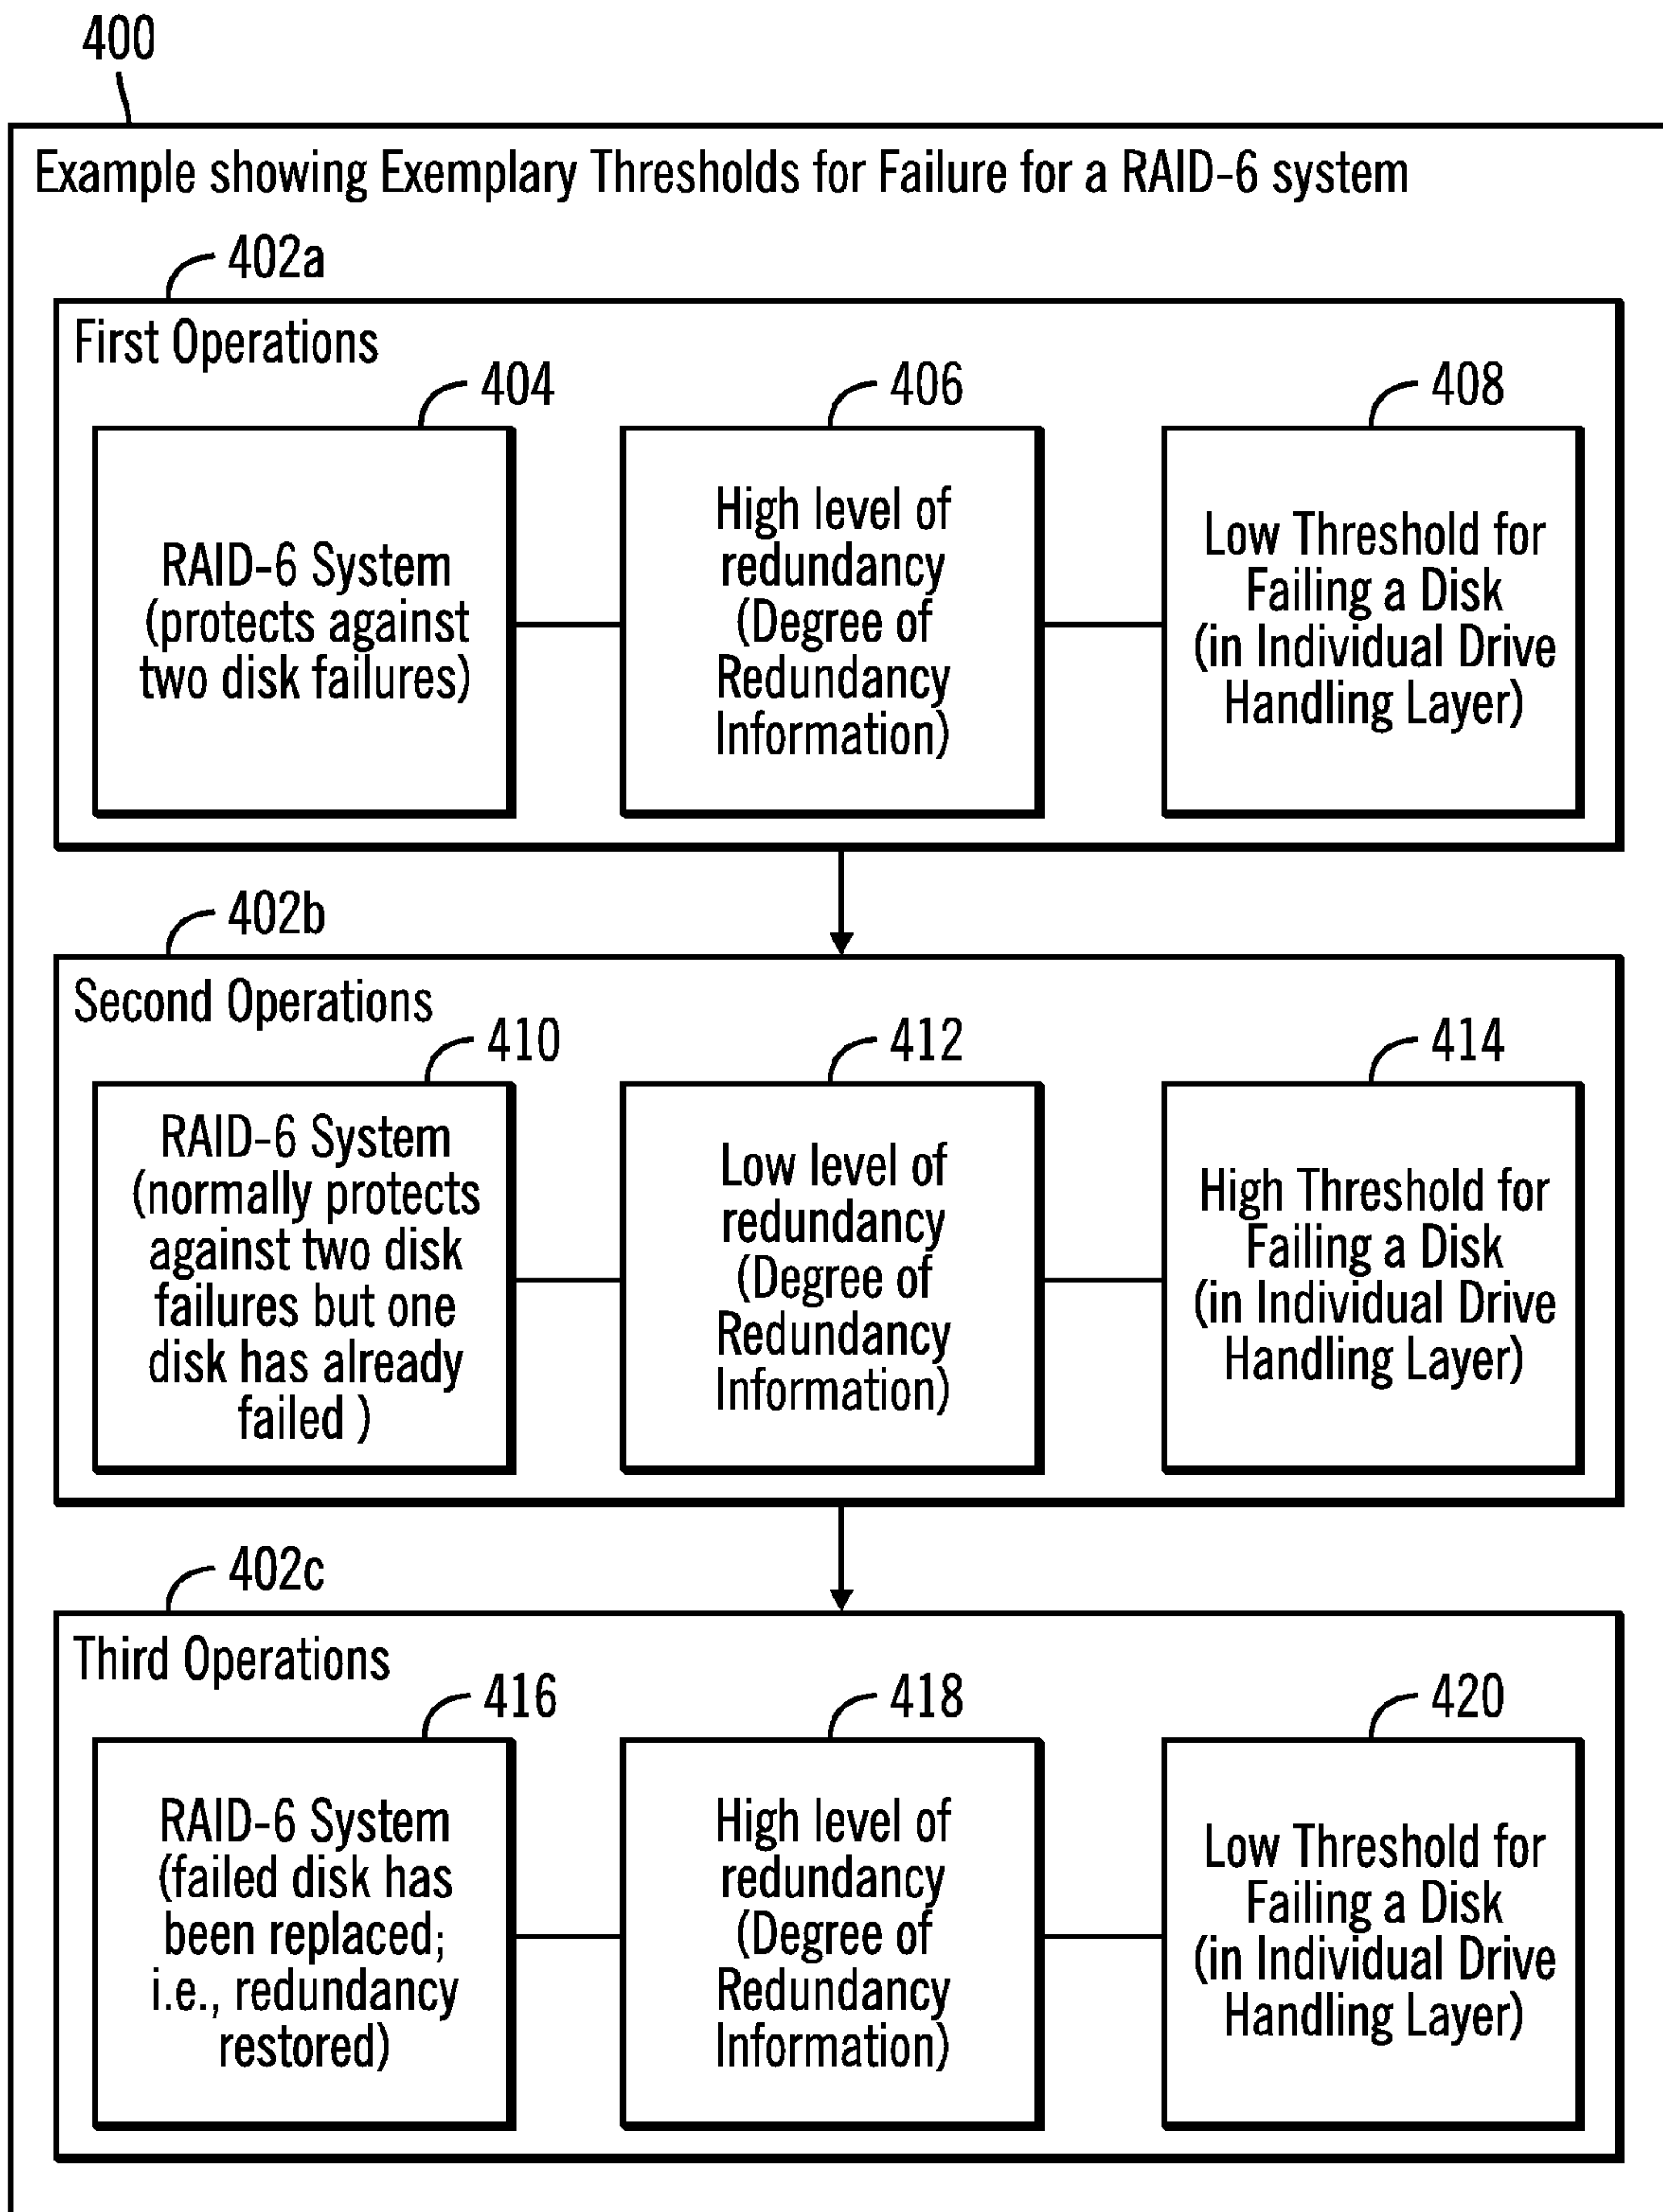 400
Example showing Exemplary Thresholds for Failure for a RAID-6 system
402a
First Operations
404
406
408
RAID-6 System
(protects against
two disk failures)
High level of
redundancy
(Degree of
Redundancy
Information)
Low Threshold for
Failing a Disk
(in Individual Drive
Handling Layer)
402b
Second Operations
410
412
414
RAID-6 System
(normally protects
against two disk
failures but one
disk has already
failed )
Low level of
redundancy
(Degree of
Redundancy
Information)
High Threshold for
Failing a Disk
(in Individual Drive
Handling Layer)
402c
Third Operations
416
418
420
RAID-6 System
(failed disk has
been replaced;
i.e., redundancy
restored)
High level of
redundancy
(Degree of
Redundancy
Information)
Low Threshold for
Failing a Disk
(in Individual Drive
Handling Layer)